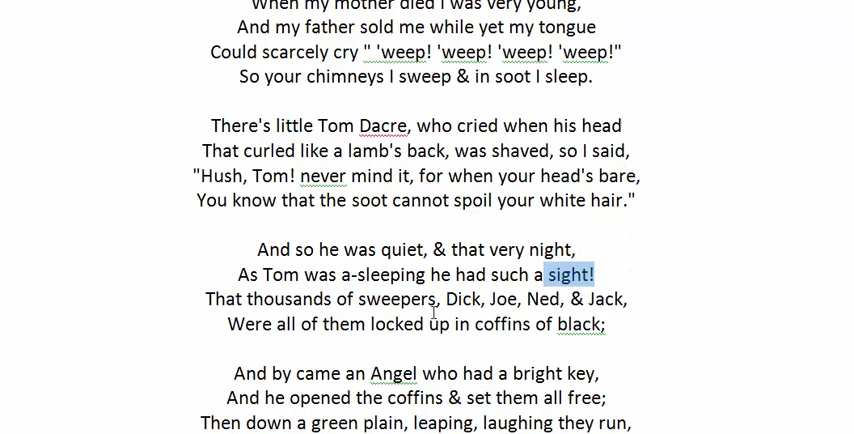 When my mother died I was very young,
And my father sold me while yet my tongue
Could scarcely cry " 'weep! 'weep! 'weep! 'weep!"
So your chimneys I sweep & in soot I sleep.
There's little Tom Dacre, who cried when his head
That curled like a lamb's back, was shaved, so I said,
"Hush, Tom! never mind it, for when your head's bare,
You know that the soot cannot spoil your white hair."
And so he was quiet, & that very night,
As Tom was a-sleeping he had such a sight!
That thousands of sweepers, Dick, Joe, Ned, & Jack,
Were all of them locked up in coffins of black;
And by came an Angel who had a bright key,
And he opened the coffins & set them all free;
Then down a green plain, leaping, laughing they run,